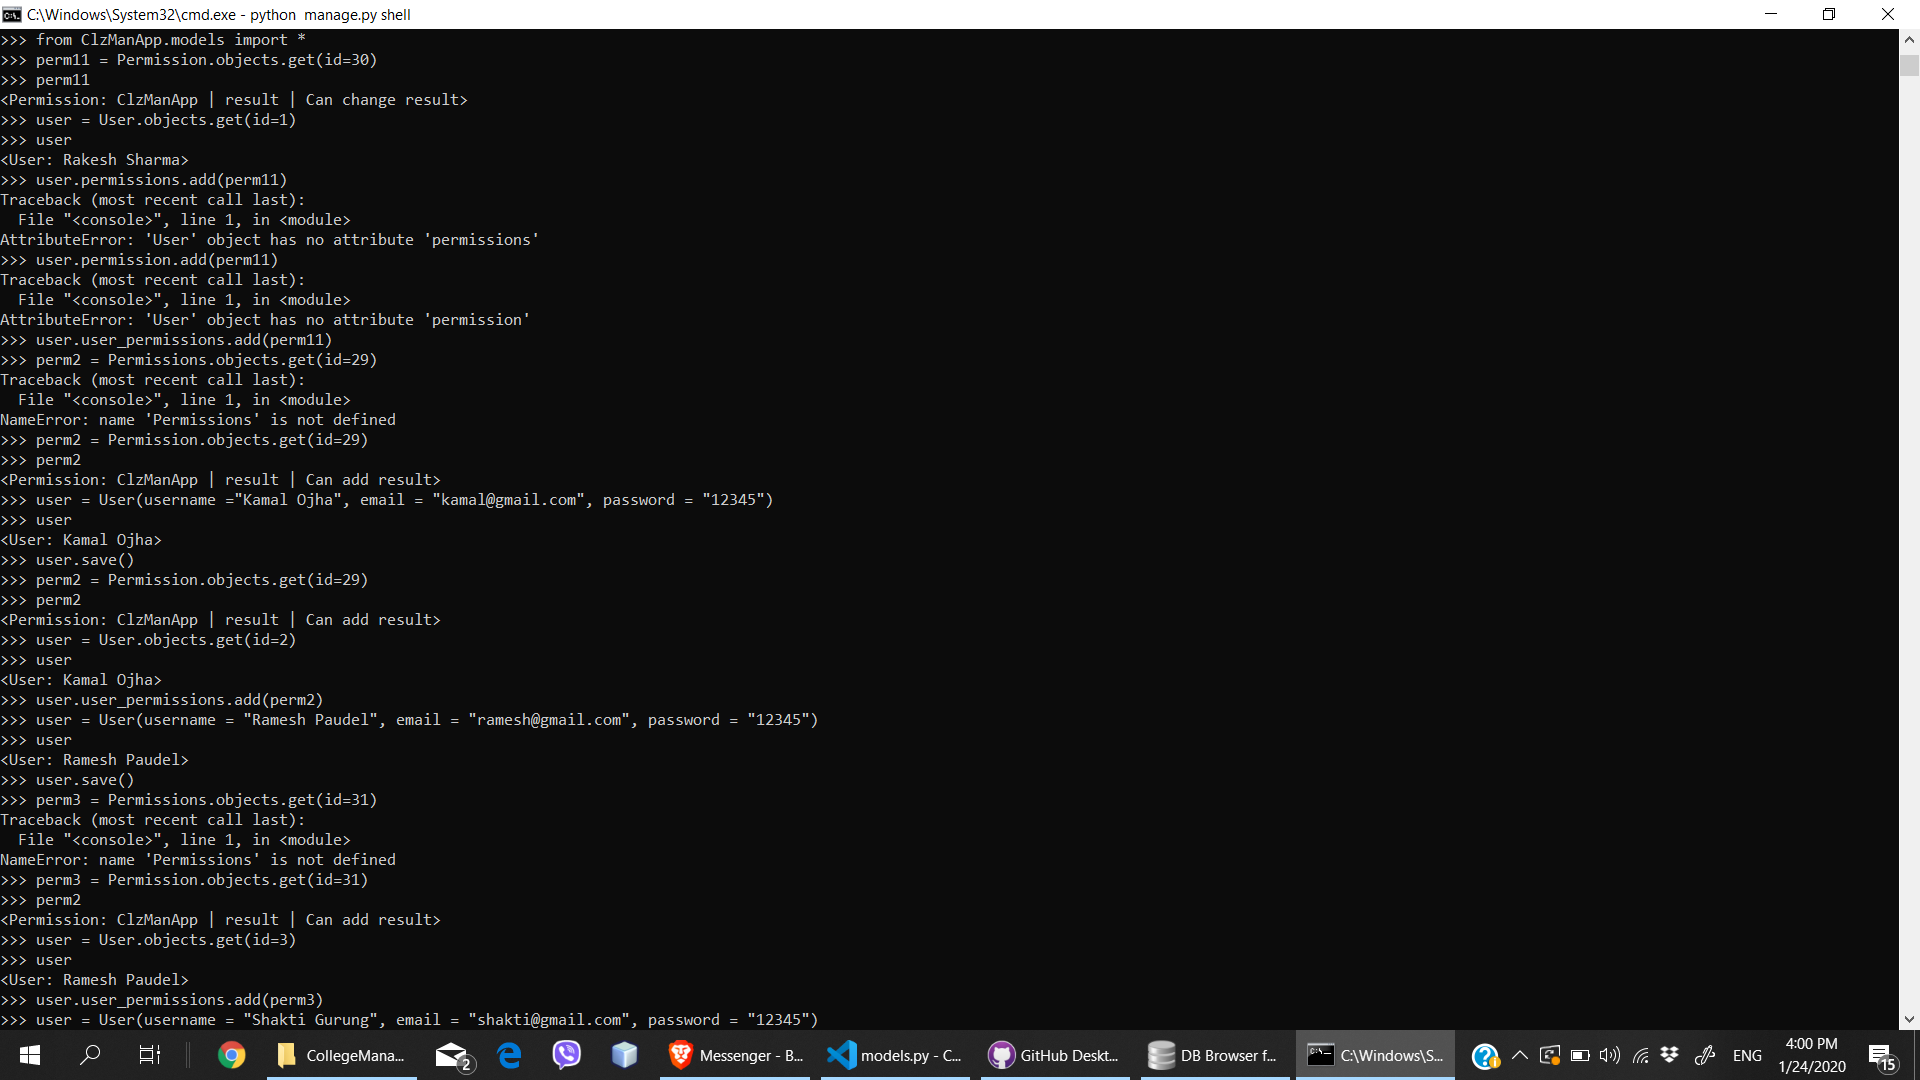 C:\Windows\System32\cmd.exe - python  manage.py shell
>>> from ClzManApp.models import *
>>> perm11 = Permission.objects.get(id=30)
>>> perm11
<Permission: ClzManApp | result | Can change result>
>>> user = User.objects.get(id=1)
>>> user
<User: Rakesh Sharma>
>>> user.permissions.add(perm11)
Traceback (most recent call last):
  File "<console>", line 1, in <module>
AttributeError: 'User' object has no attribute 'permissions'
>>> user.permission.add(perm11)
Traceback (most recent call last):
  File "<console>", line 1, in <module>
AttributeError: 'User' object has no attribute 'permission'
>>> user.user_permissions.add(perm11)
>>> perm2 = Permissions.objects.get(id=29)
Traceback (most recent call last):
  File "<console>", line 1, in <module>
NameError: name 'Permissions' is not defined
>>> perm2 = Permission.objects.get(id=29)
>>> perm2
<Permission: ClzManApp | result | Can add result>
>>> user = User(username ="Kamal Ojha", email = "kamal@gmail.com", password = "12345")
>>> user
<User: Kamal Ojha>
>>> user.save()
>>> perm2 = Permission.objects.get(id=29)
>>> perm2
<Permission: ClzManApp | result | Can add result>
>>> user = User.objects.get(id=2)
>>> user
<User: Kamal Ojha>
>>> user.user_permissions.add(perm2)
>>> user = User(username = "Ramesh Paudel", email = "ramesh@gmail.com", password = "12345")
>>> user
<User: Ramesh Paudel>
>>> user.save()
>>> perm3 = Permissions.objects.get(id=31)
Traceback (most recent call last):
  File "<console>", line 1, in <module>
NameError: name 'Permissions' is not defined
>>> perm3 = Permission.objects.get(id=31)
>>> perm2
<Permission: ClzManApp | result | Can add result>
>>> user = User.objects.get(id=3)
>>> user
<User: Ramesh Paudel>
>>> user.user_permissions.add(perm3)
>>> user = User(username = "Shakti Gurung", email = "shakti@gmail.com", password = "12345")
CollegeMana... 2 Messenger - B... models.py - C... GitHub Deskt... DB Browser f... C:\Windows\S... ENG 4:00 PM 15
1/24/2020